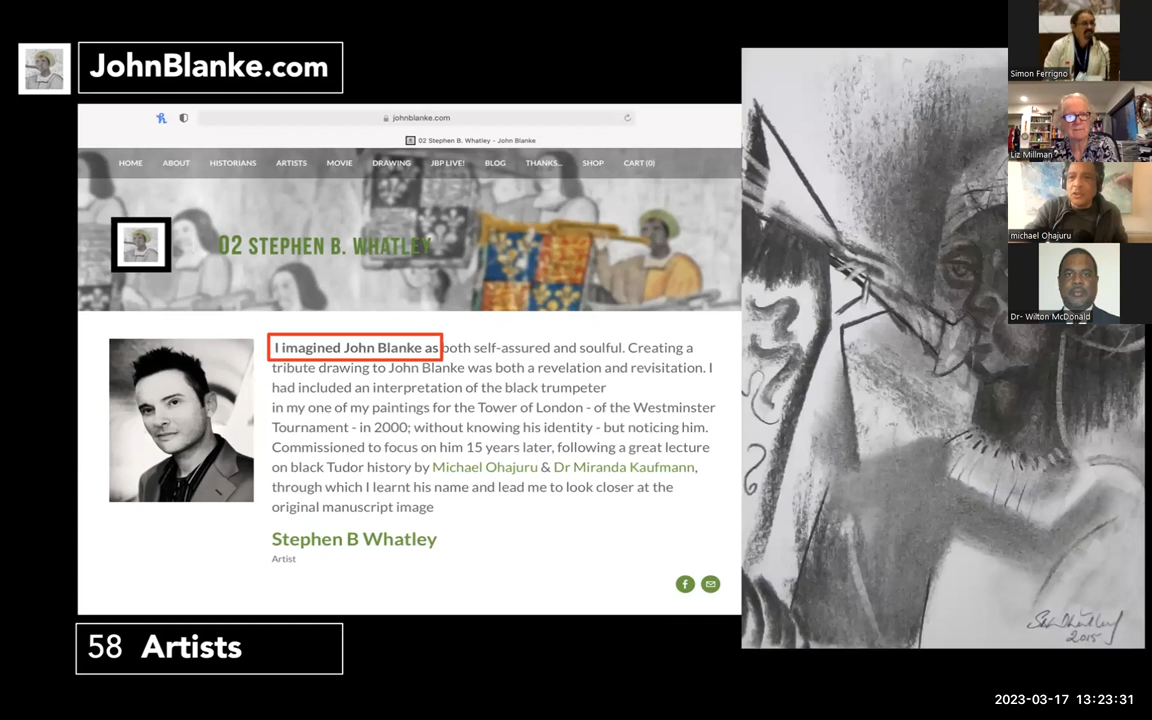 JohnBlanke.com
johnblanke.com
02 Stephen B. Whatley - John Blanke
HOME ABOUT HISTORIANS ARTISTS MOVIE DRAWING JBP LIVE! BLOG THANKS... SHOP CART (0)
02 STEPHEN B. WHATLEY
I imagined John Blanke as both self-assured and soulful. Creating a
tribute drawing to John Blanke was both a revelation and revisitation. I
had included an interpretation of the black trumpeter
in my one of my paintings for the Tower of London - of the Westminster
Tournament - in 2000; without knowing his identity - but noticing him.
Commissioned to focus on him 15 years later, following a great lecture
on black Tudor history by Michael Ohajuru & Dr Miranda Kaufmann,
through which I learnt his name and lead me to look closer at the
original manuscript image
Stephen B Whatley
Artist
58 Artists
2015
Simon Ferrigno
Liz Millman
michael Ohajuru
Dr- Wilton McDonald
2023-03-17 13:23:31